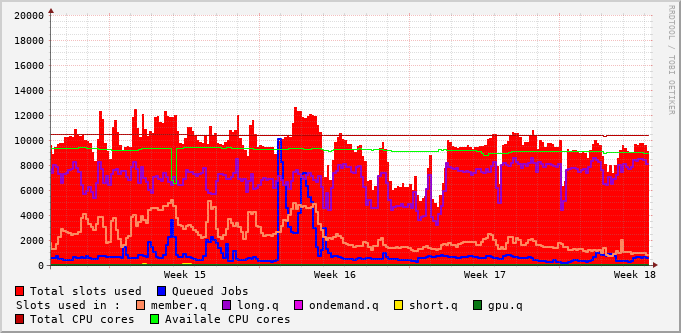 20000
18000
16000
14000
12000
10000
8000
6000
4000
2000
0
Week 15 Week 16 Week 17 Week 18
Total slots used Queued Jobs
Slots used in : member.q long.q ondemand.q short.q gpu.q
Total CPU cores Availale CPU cores
RRDTOOL / TOBI OETIKER